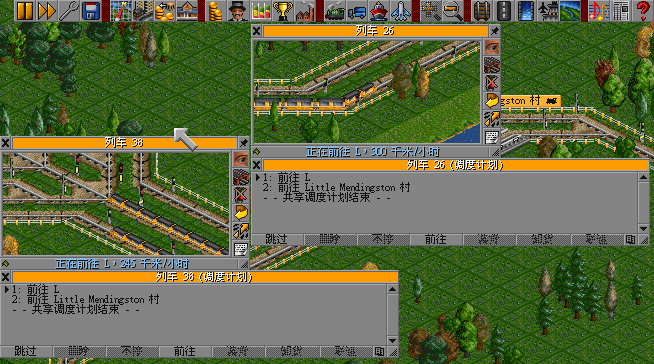 列车 26
ngston 村
正在前往 L，300 千米/小时
列车 38
列车 26 (调度计划)
1: 前往 L
2: 前往 Little Mendingston 村
- - 共享调度计划结束 - -
跳过 删除 不停 前往 装货 卸货
正在前往 L，245 千米/小时
列车 38 (调度计划)
1: 前往 L
2: 前往 Little Mendingston 村
- - 共享调度计划结束 - -
跳过 删除 不停 前往 装货 卸货